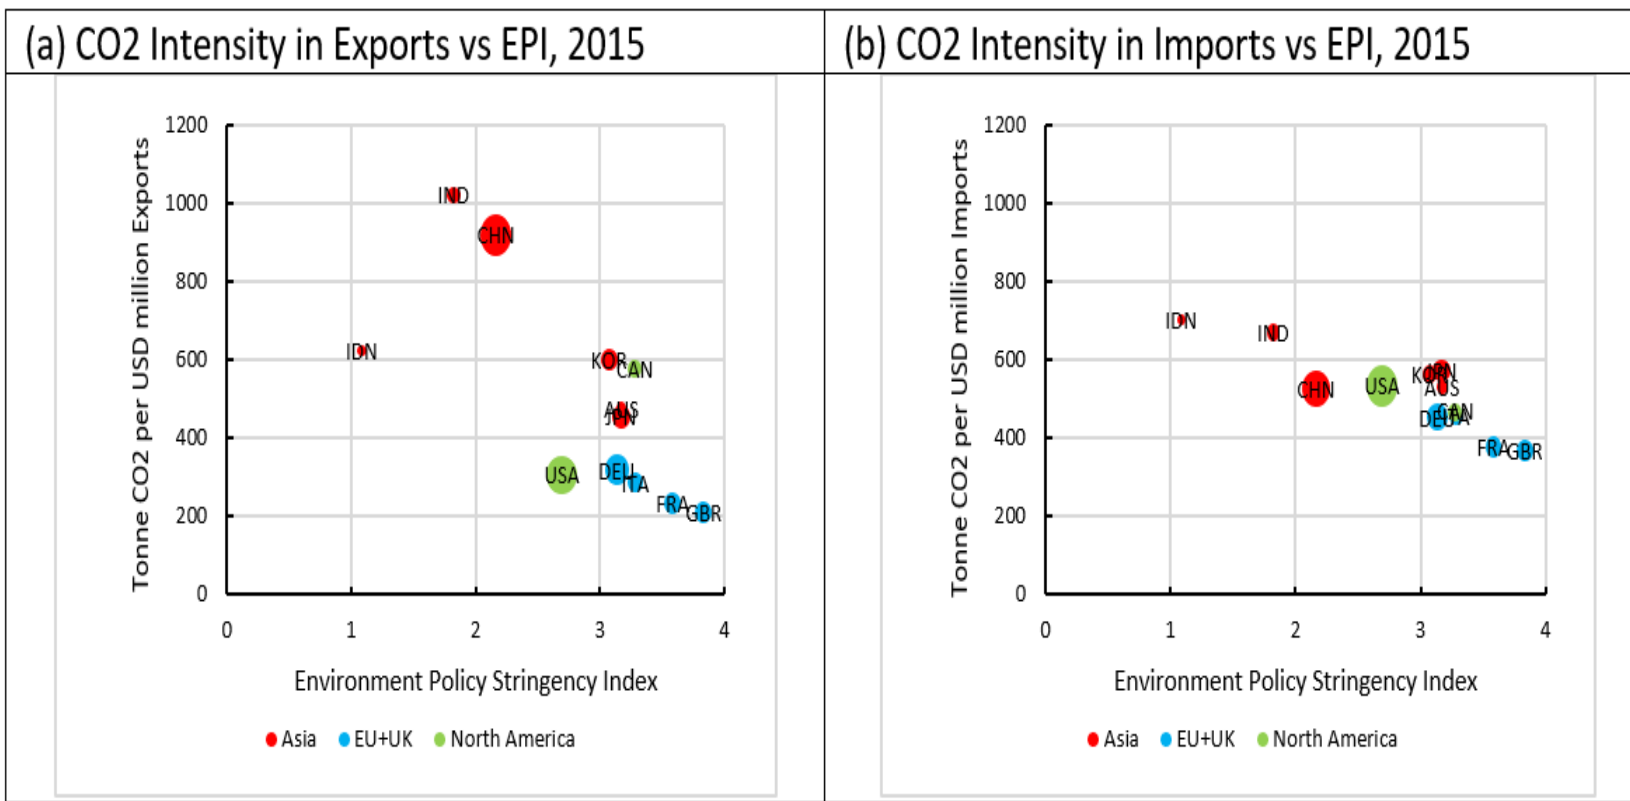 (a) CO2 Intensity in Exports vs EPI, 2015
Tonne CO2 per USD million Exports
1200
1000
800
600
400
200
0
0 1 2 3 4
IND
CHN
IDN
KOR
CAN
AUS
JPN
USA
DEU
ITA
FRA
GBR
Environment Policy Stringency Index
Asia EU+UK North America
(b) CO2 Intensity in Imports vs EPI, 2015
Tonne CO2 per USD million Imports
1200
1000
800
600
400
200
0
0 1 2 3 4
IDN
IND
CHN
USA
KOR
JPN
AUS
CAN
DEU
ITA
FRA
GBR
Environment Policy Stringency Index
Asia EU+UK North America